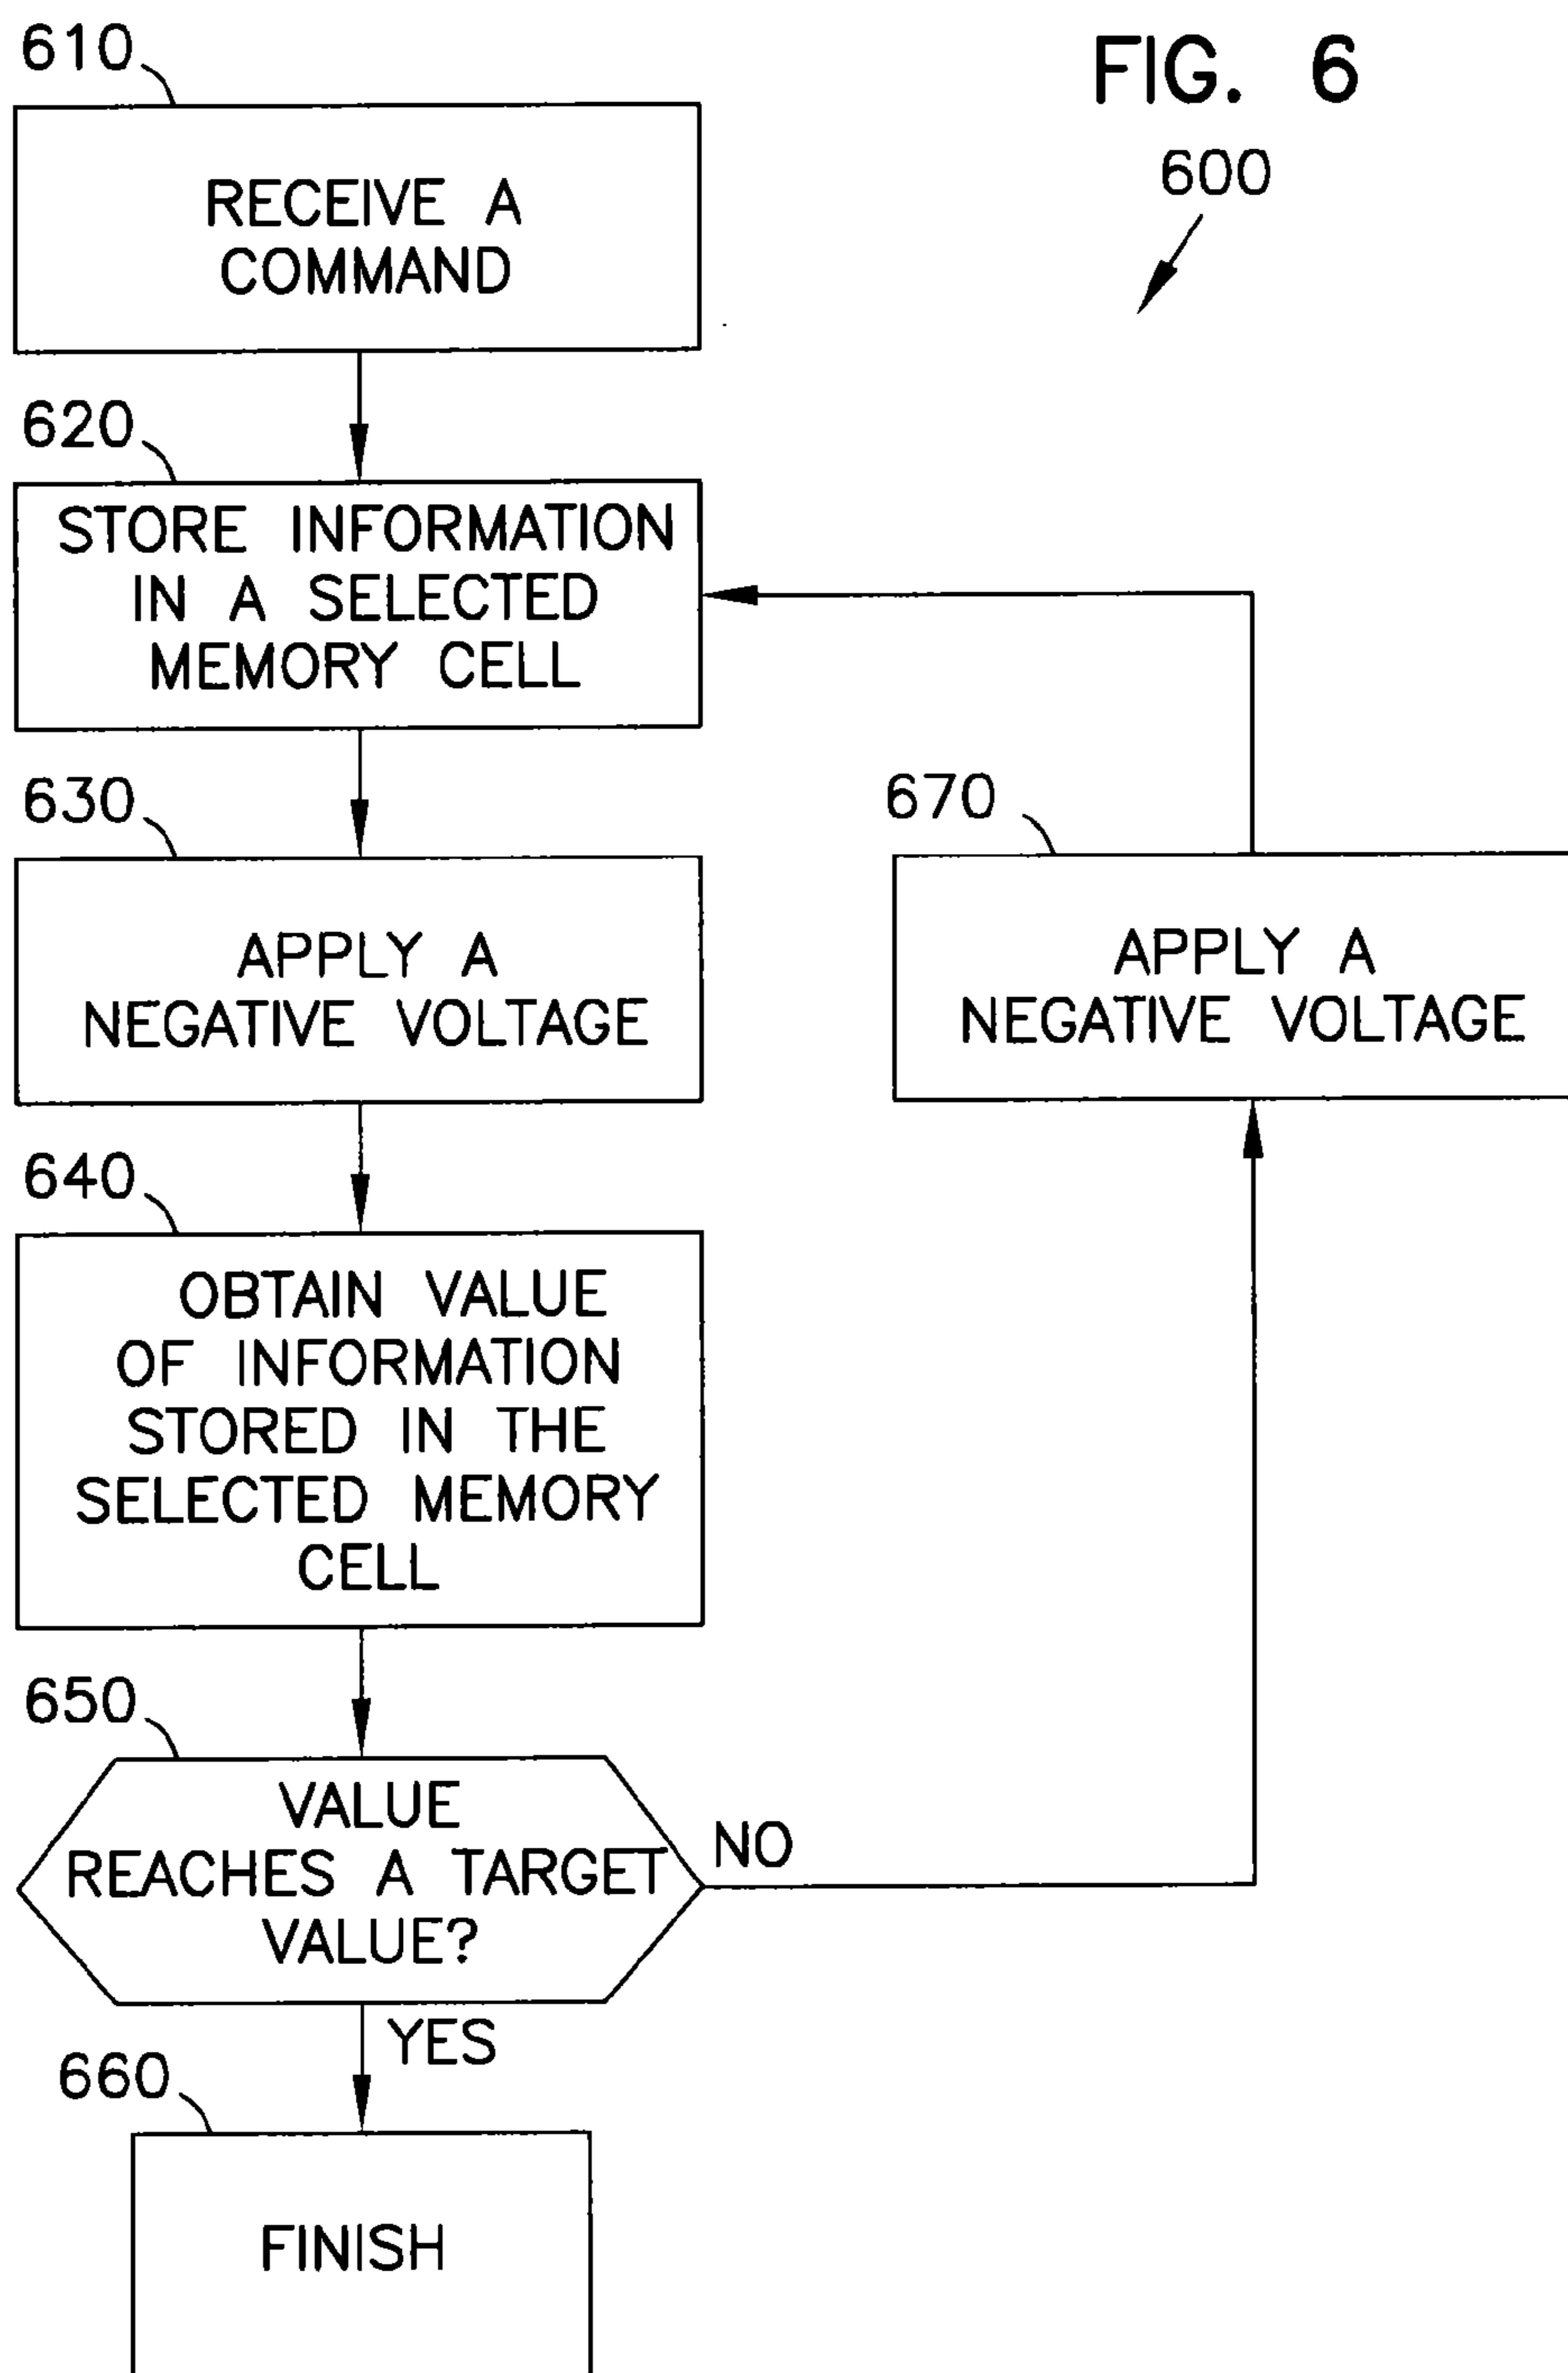 FIG. 6
600
610
RECEIVE A
COMMAND
620
STORE INFORMATION
IN A SELECTED
MEMORY CELL
630
APPLY A
NEGATIVE VOLTAGE
670
APPLY A
NEGATIVE VOLTAGE
640
OBTAIN VALUE
OF INFORMATION
STORED IN THE
SELECTED MEMORY
CELL
650
VALUE
REACHES A TARGET
VALUE?
NO
YES
660
FINISH